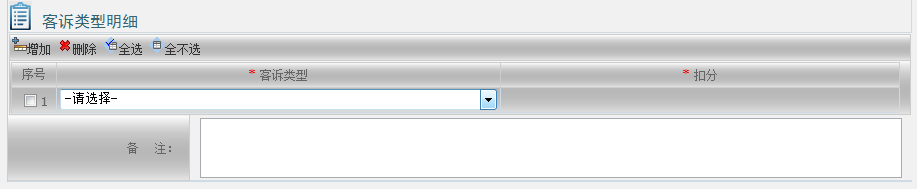 客诉类型明细
增加 删除 全选 全不选
序号 * 客诉类型 * 扣分
1 -请选择-
备 注: